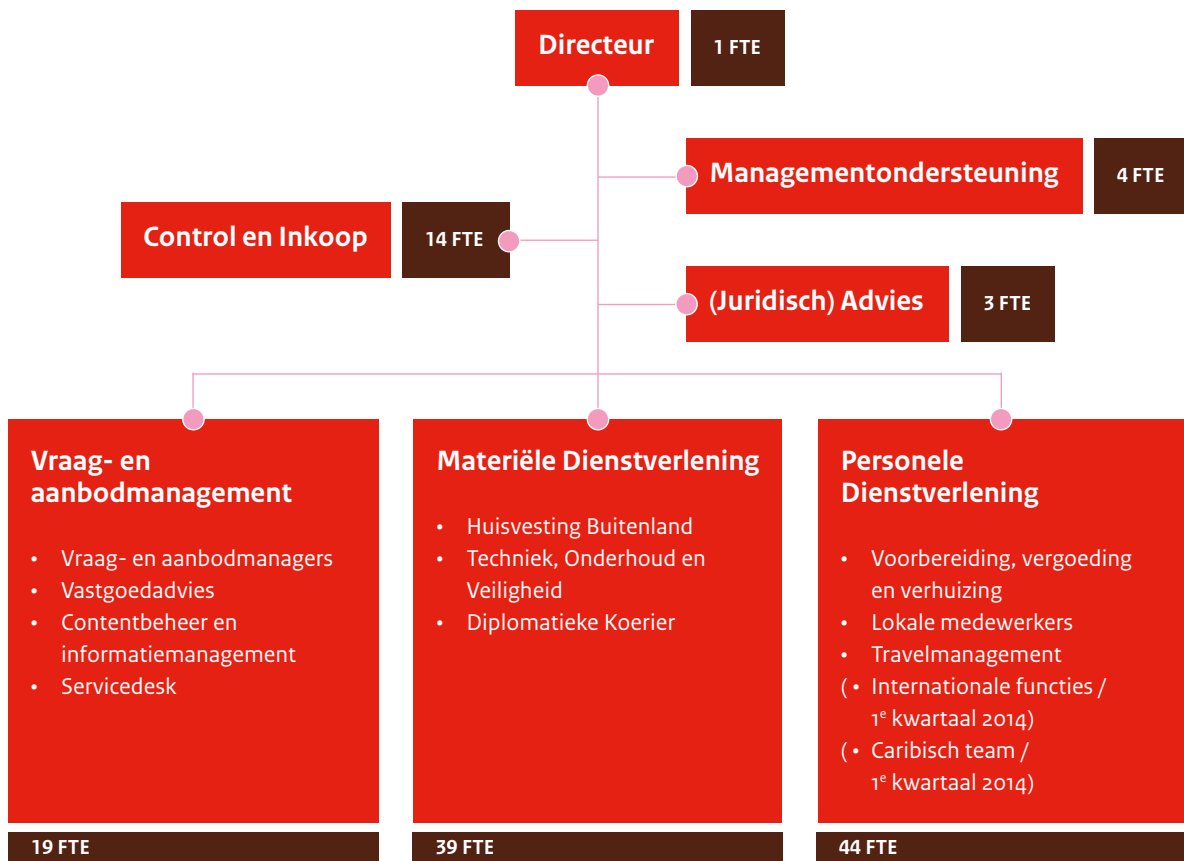 Directeur
1 FTE
Managementondersteuning
4 FTE
Control en Inkoop
14 FTE
(Juridisch) Advies
3 FTE
Vraag- en
aanbodmanagement
• Vraag- en aanbodmanagers
• Vastgoedadvies
• Contentbeheer en
informatiemanagement
• Servicedesk
19 FTE
Materiële Dienstverlening
• Huisvesting Buitenland
• Techniek, Onderhoud en
Veiligheid
• Diplomatieke Koerier
39 FTE
Personele
Dienstverlening
• Voorbereiding, vergoeding
en verhuizing
• Lokale medewerkers
• Travelmanagement
( • Internationale functies /
1e kwartaal 2014)
( • Caribisch team /
1e kwartaal 2014)
44 FTE